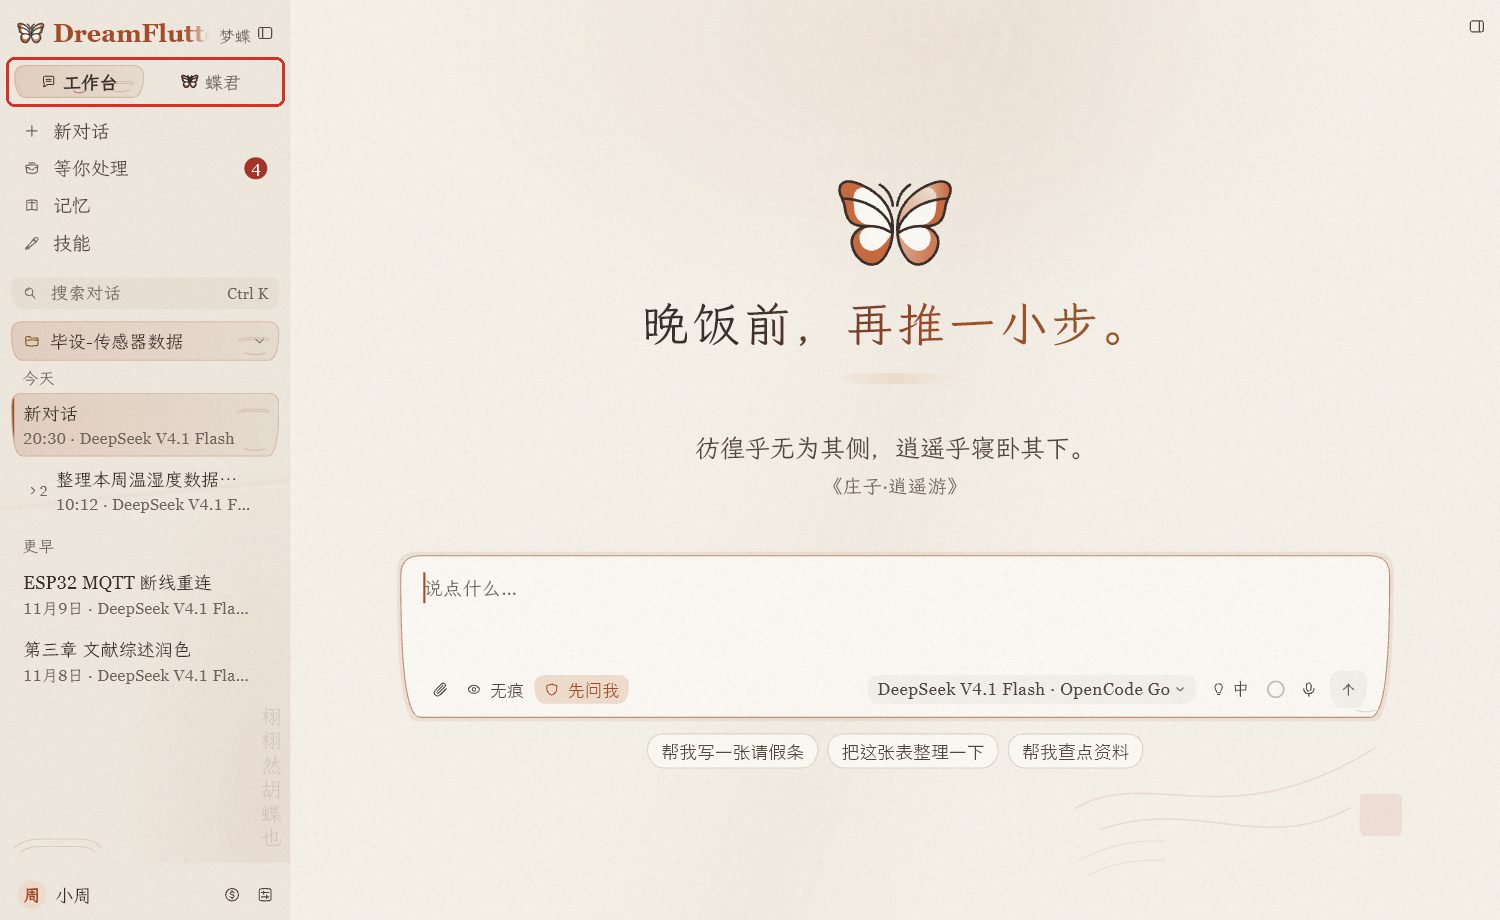 DreamFlutt
梦蝶
工作台
蝶君
新对话
等你处理
4
记忆
技能
搜索对话
Ctrl K
毕设-传感器数据
今天
新对话
20:30 · DeepSeek V4.1 Flash
2
整理本周温湿度数据…
10:12 · DeepSeek V4.1 F...
更早
ESP32 MQTT 断线重连
11月9日 · DeepSeek V4.1 Fla...
第三章 文献综述润色
11月8日 · DeepSeek V4.1 Fla...
栩栩然胡蝶也
周
小周
晚饭前，再推一小步。
彷徨乎无为其侧，逍遥乎寝卧其下。
《庄子·逍遥游》
说点什么...
无痕
先问我
DeepSeek V4.1 Flash · OpenCode Go
中
帮我写一张请假条
把这张表整理一下
帮我查点资料